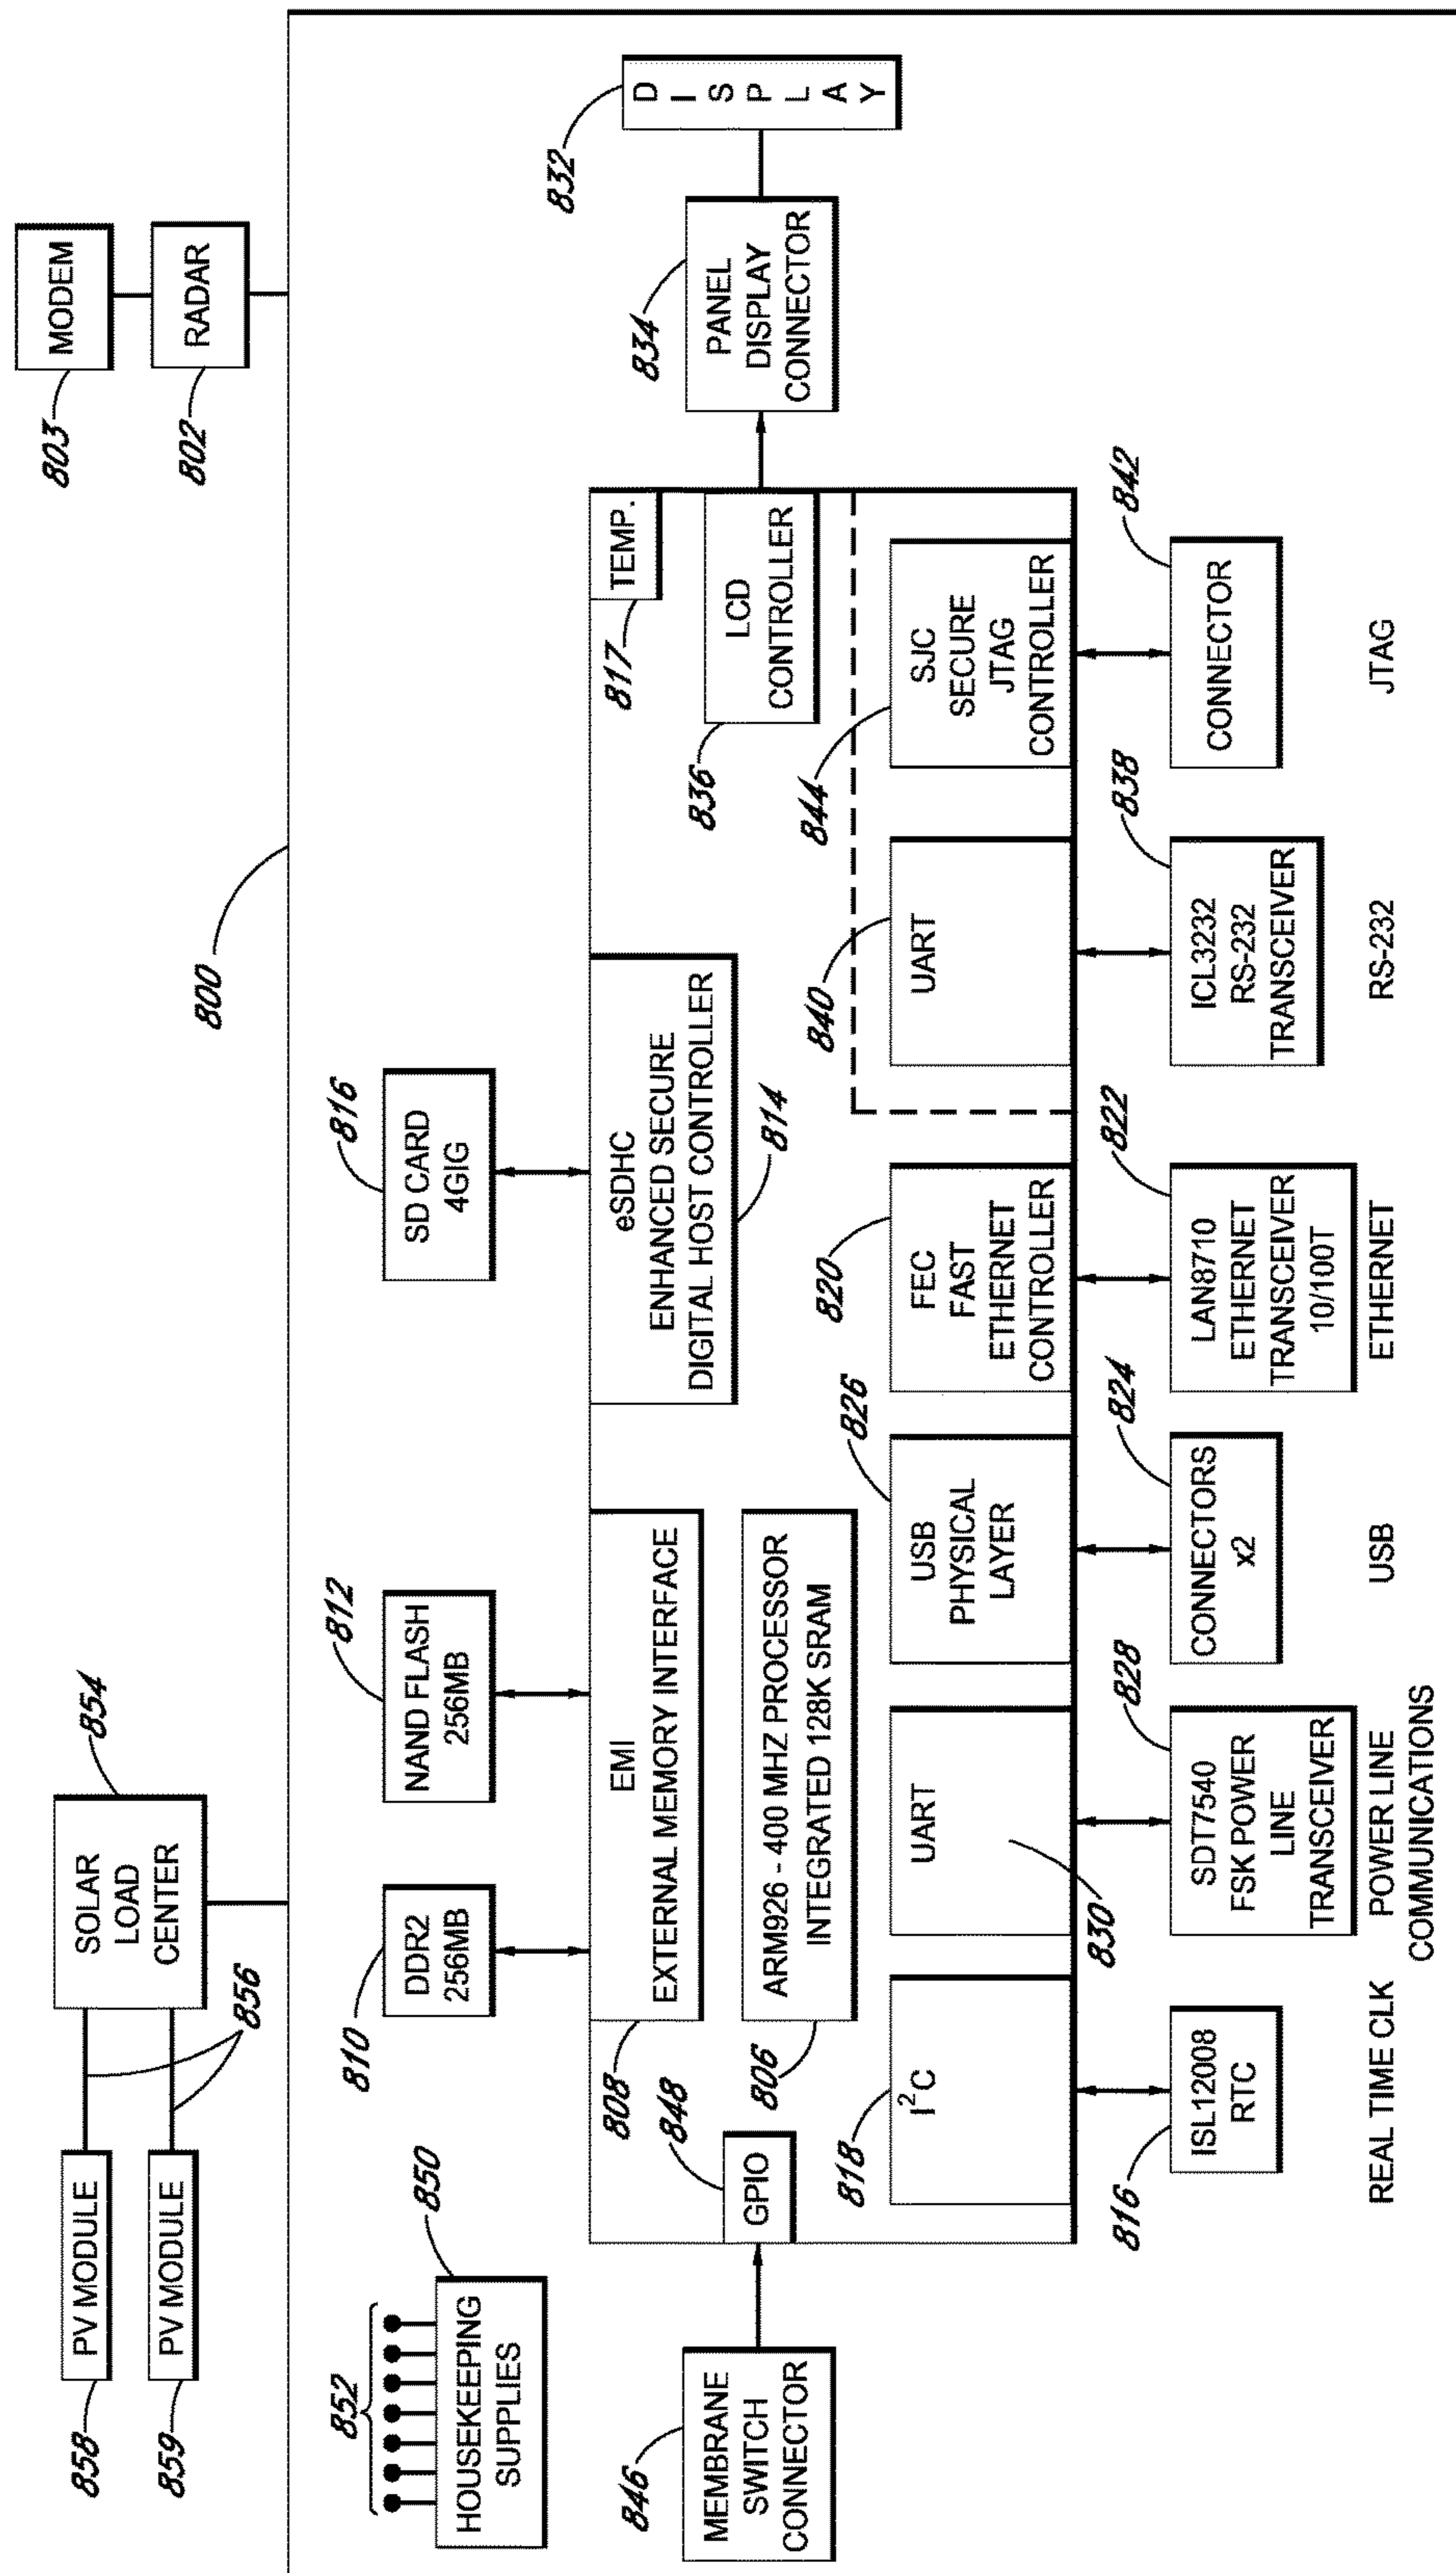 PV MODULE
858
PV MODULE
859
856
SOLAR
LOAD
CENTER
854
MODEM
803
RADAR
802
800
852
HOUSEKEEPING
SUPPLIES
850
DDR2
256MB
810
NAND FLASH
256MB
812
SD CARD
4GIG
816
MEMBRANE
SWITCH
CONNECTOR
846
GPIO
848
EMI
EXTERNAL MEMORY INTERFACE
808
ARM926 - 400 MHZ PROCESSOR
INTEGRATED 128K SRAM
806
eSDHC
ENHANCED SECURE
DIGITAL HOST CONTROLLER
814
TEMP.
817
LCD
CONTROLLER
836
PANEL
DISPLAY
CONNECTOR
834
DISPLAY
832
I²C
818
UART
830
USB
PHYSICAL
LAYER
826
FEC
FAST
ETHERNET
CONTROLLER
820
UART
840
SJC
SECURE
JTAG
CONTROLLER
844
ISL12008
RTC
816
REAL TIME CLK
SDT7540
FSK POWER
LINE
TRANSCEIVER
828
POWER LINE
COMMUNICATIONS
CONNECTORS
x2
824
USB
LAN8710
ETHERNET
TRANSCEIVER
10/100T
822
ETHERNET
ICL3232
RS-232
TRANSCEIVER
838
RS-232
CONNECTOR
842
JTAG